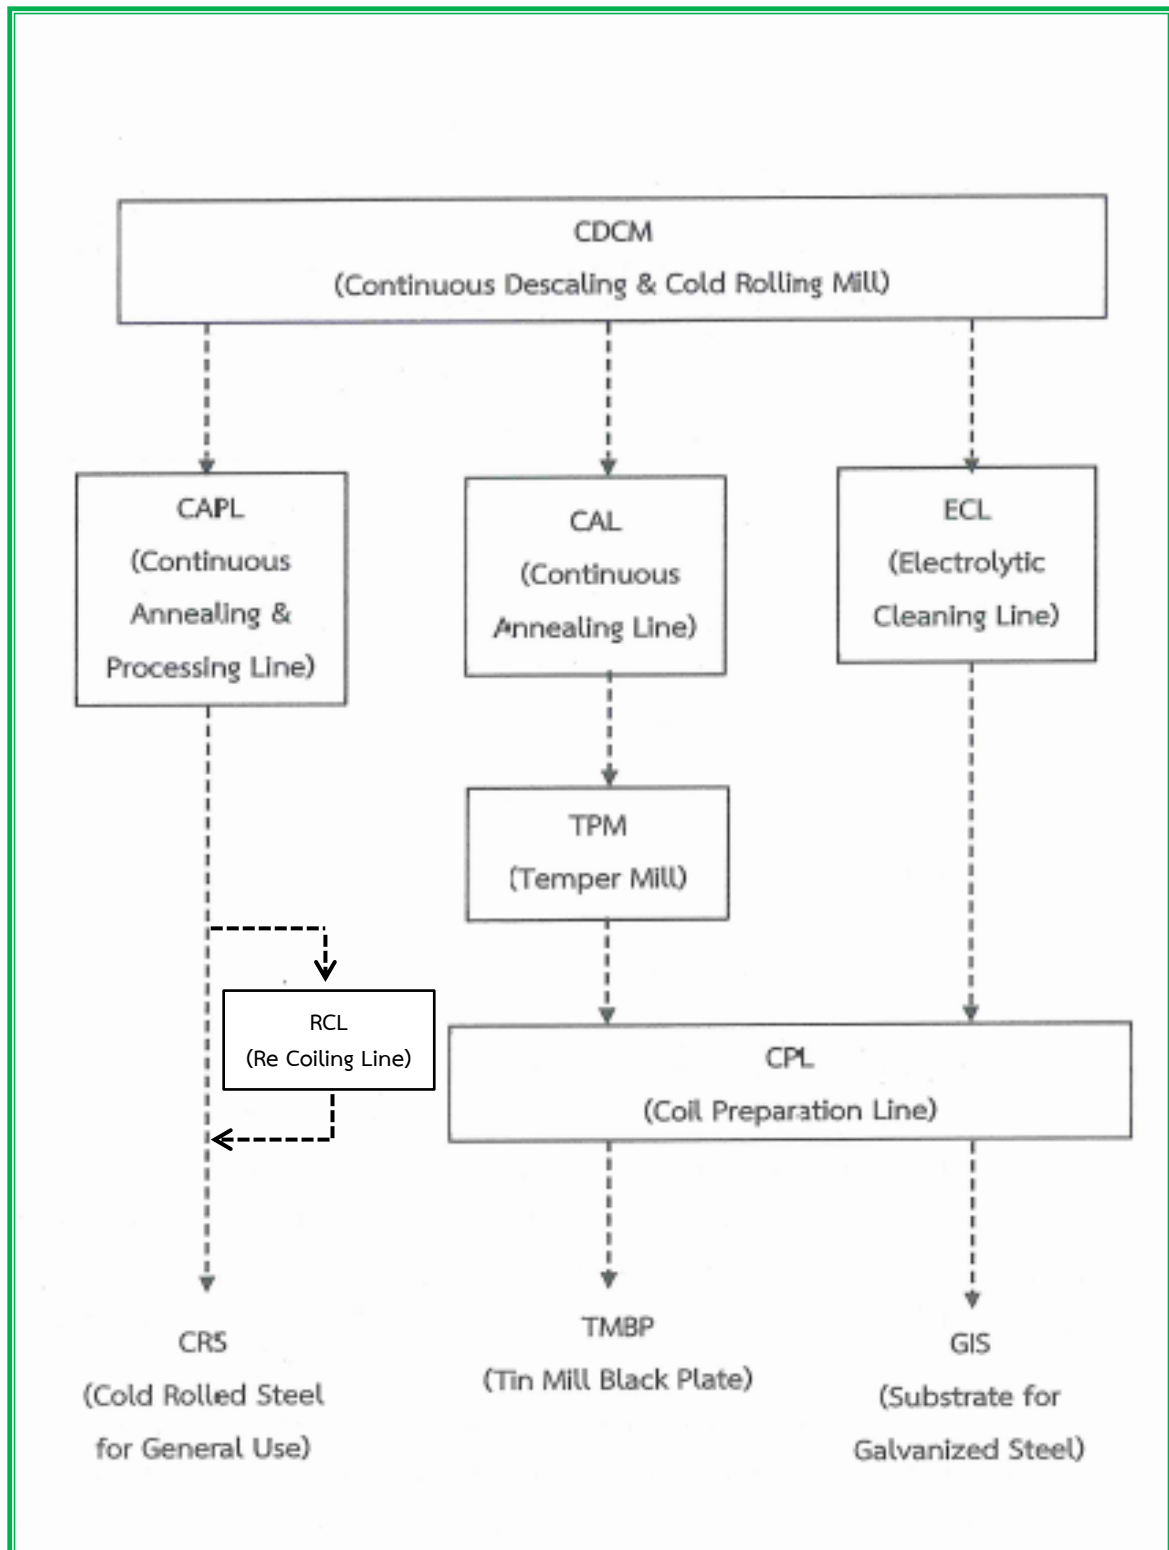 CDCM
(Continuous Descaling & Cold Rolling Mill)
CAPL
(Continuous
Annealing &
Processing Line)
CAL
(Continuous
Annealing Line)
ECL
(Electrolytic
Cleaning Line)
TPM
(Temper Mill)
RCL
(Re Coiling Line)
CPL
(Coil Preparation Line)
CRS
(Cold Rolled Steel
for General Use)
TMBP
(Tin Mill Black Plate)
GIS
(Substrate for
Galvanized Steel)